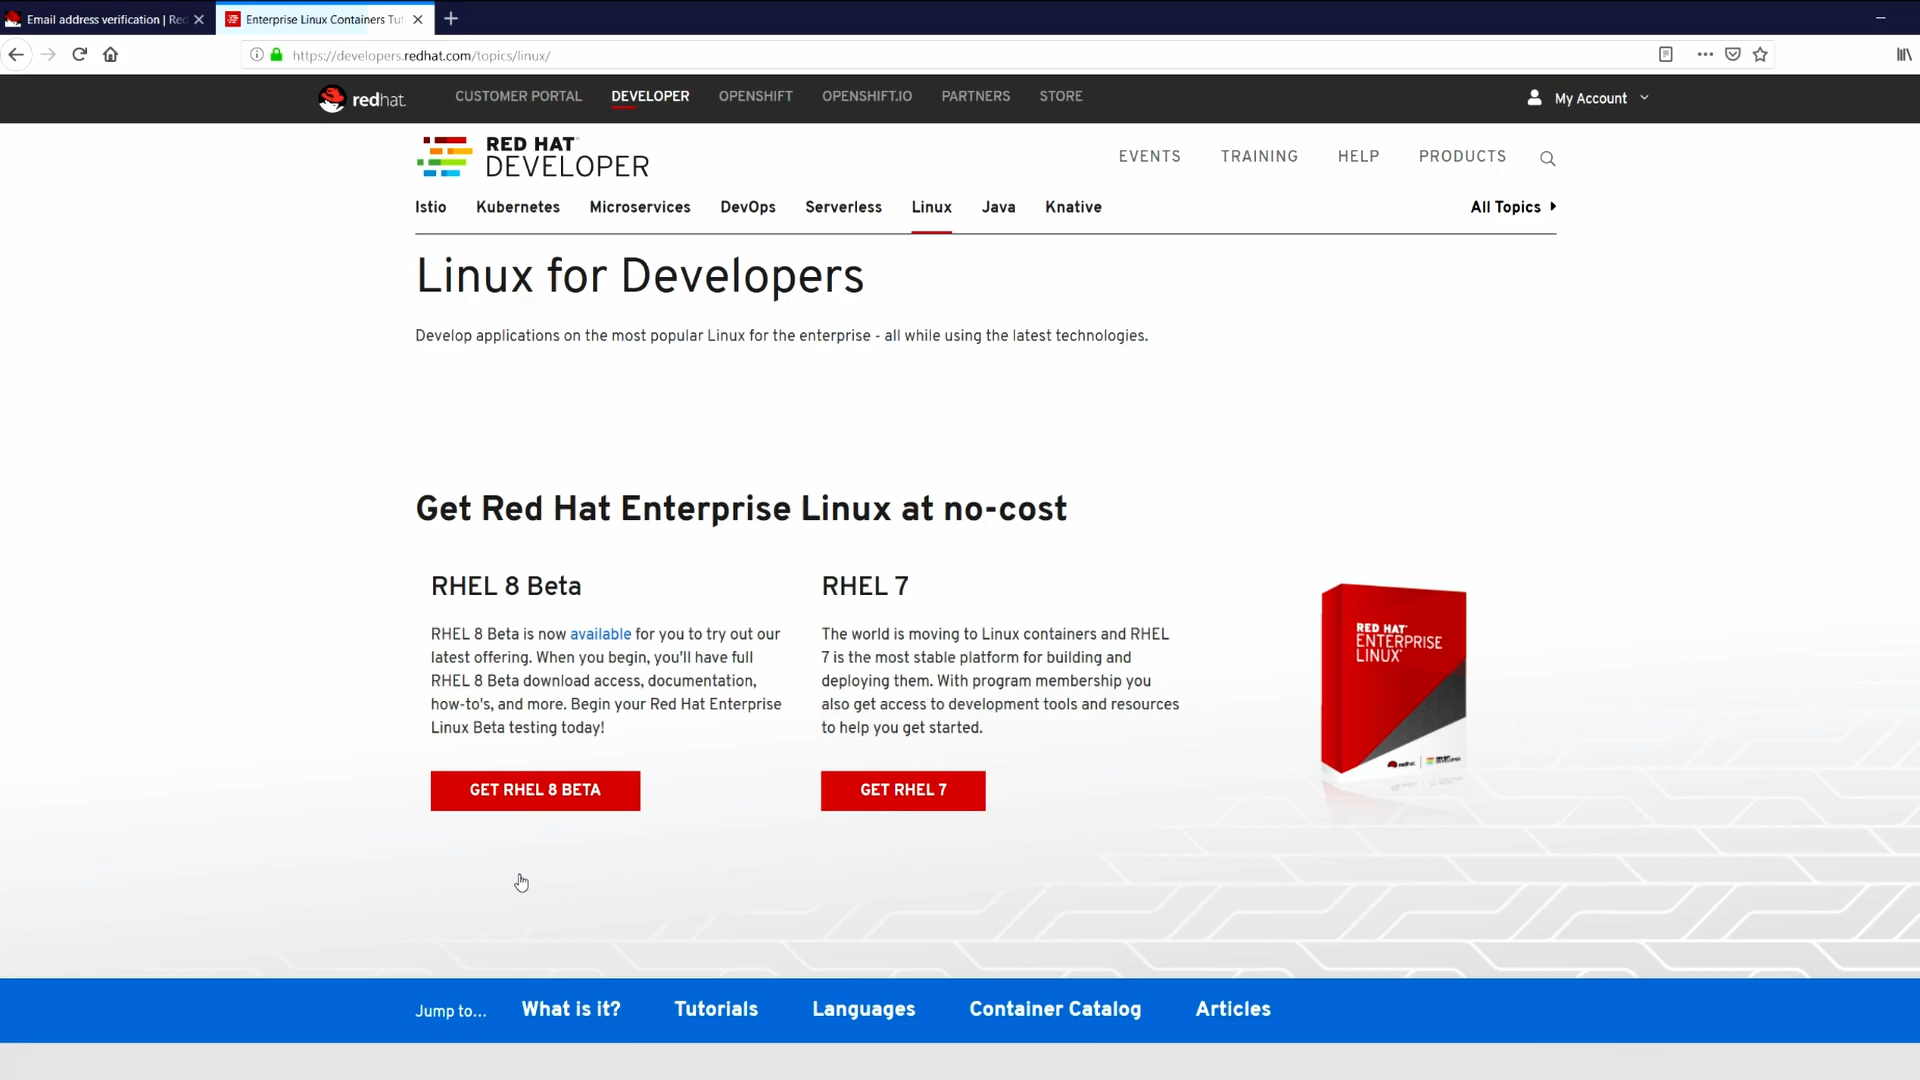 Email address verification | Red
Enterprise Linux Containers Tut
https://developers.redhat.com/topics/linux/
redhat.
CUSTOMER PORTAL
DEVELOPER
OPENSHIFT
OPENSHIFT.IO
PARTNERS
STORE
My Account
RED HAT
DEVELOPER
EVENTS
TRAINING
HELP
PRODUCTS
Istio
Kubernetes
Microservices
DevOps
Serverless
Linux
Java
Knative
All Topics
Linux for Developers
Develop applications on the most popular Linux for the enterprise - all while using the latest technologies.
Get Red Hat Enterprise Linux at no-cost
RHEL 8 Beta
RHEL 8 Beta is now available for you to try out our
latest offering. When you begin, you'll have full
RHEL 8 Beta download access, documentation,
how-to's, and more. Begin your Red Hat Enterprise
Linux Beta testing today!
GET RHEL 8 BETA
RHEL 7
The world is moving to Linux containers and RHEL
7 is the most stable platform for building and
deploying them. With program membership you
also get access to development tools and resources
to help you get started.
GET RHEL 7
RED HAT
ENTERPRISE
LINUX
redhat.
Jump to...
What is it?
Tutorials
Languages
Container Catalog
Articles